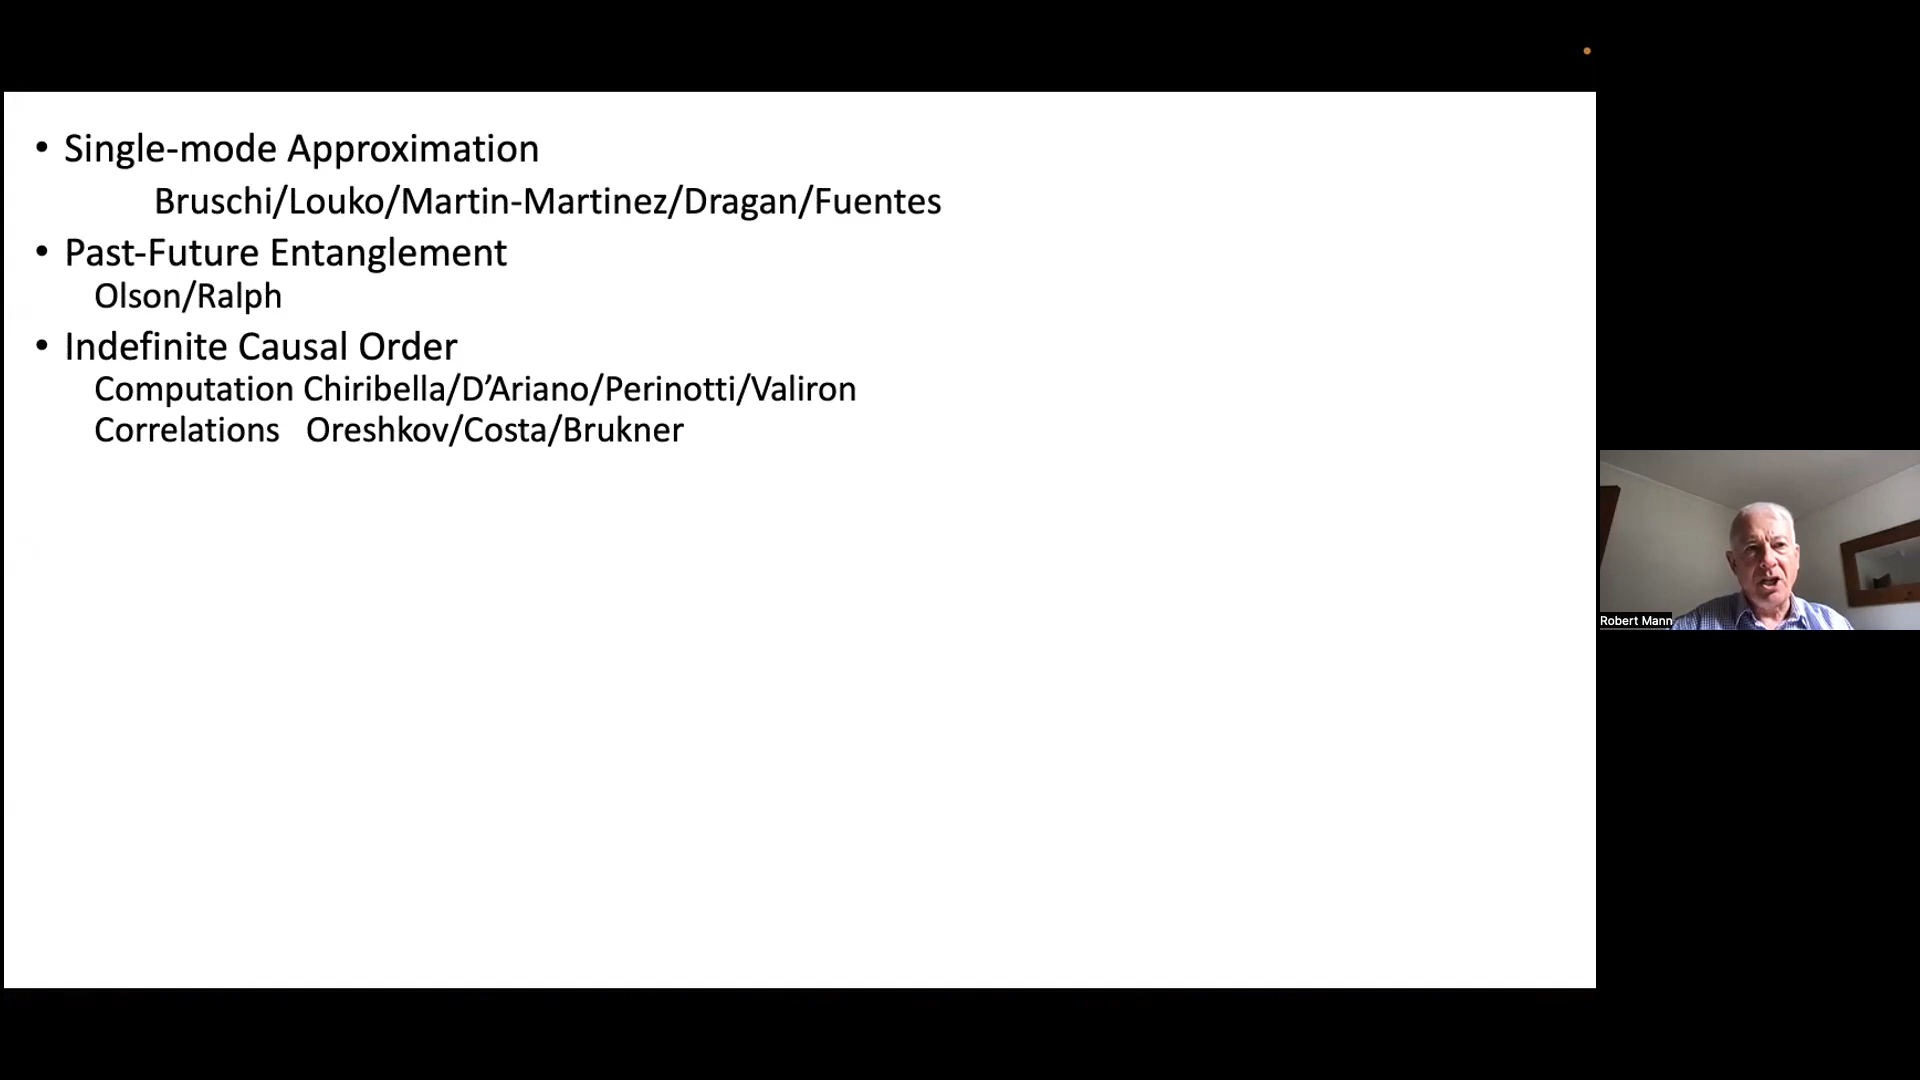 • Single-mode Approximation
Bruschi/Louko/Martin-Martinez/Dragan/Fuentes
• Past-Future Entanglement
Olson/Ralph
• Indefinite Causal Order
Computation Chiribella/D’Ariano/Perinotti/Valiron
Correlations Oreshkov/Costa/Brukner
Robert Mann